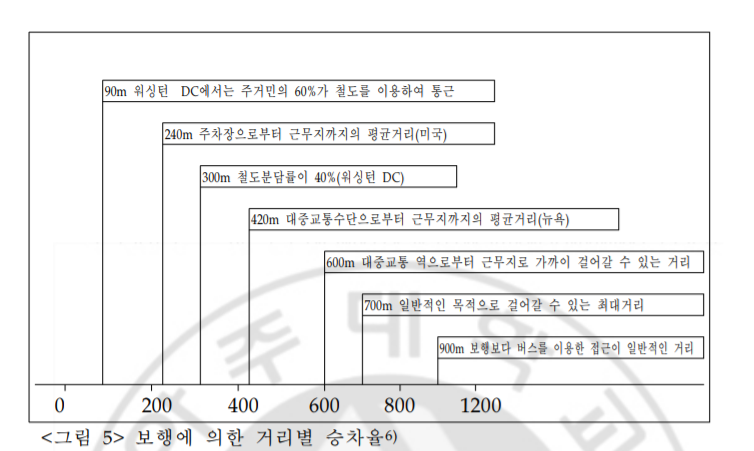 90m 워싱턴 DC에서는 주거민의 60%가 철도를 이용하여 통근
240m 주차장으로부터 근무지까지의 평균거리(미국)
300m 철도분담률이 40%(워싱턴 DC)
420m 대중교통수단으로부터 근무지까지의 평균거리(뉴욕)
600m 대중교통 역으로부터 근무지로 가까이 걸어갈 수 있는 거리
700m 일반적인 목적으로 걸어갈 수 있는 최대거리
900m 보행보다 버스를 이용한 접근이 일반적인 거리
0 200 400 600 800 1200
<그림 5> 보행에 의한 거리별 승차율6)
아주대학교